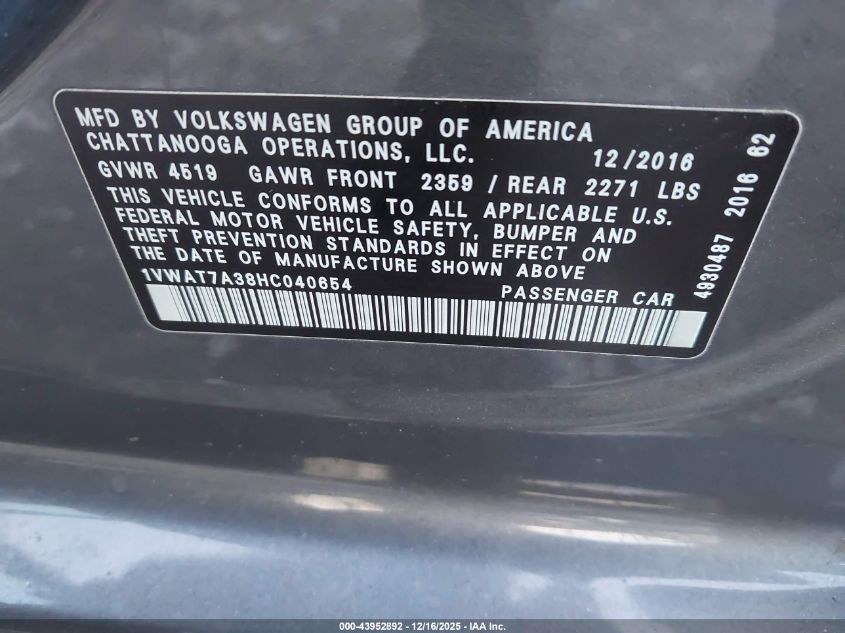 MFD BY VOLKSWAGEN GROUP OF AMERICA
CHATTANOOGA OPERATIONS, LLC. 12/2016
GVWR 4519 GAWR FRONT 2359 / REAR 2271 LBS
THIS VEHICLE CONFORMS TO ALL APPLICABLE U.S.
FEDERAL MOTOR VEHICLE SAFETY, BUMPER AND
THEFT PREVENTION STANDARDS IN EFFECT ON
THE DATE OF MANUFACTURE SHOWN ABOVE
1VWAT7A38HC040654 PASSENGER CAR
4930487 2016 62
000-43952892 - 12/16/2025 - IAA Inc.